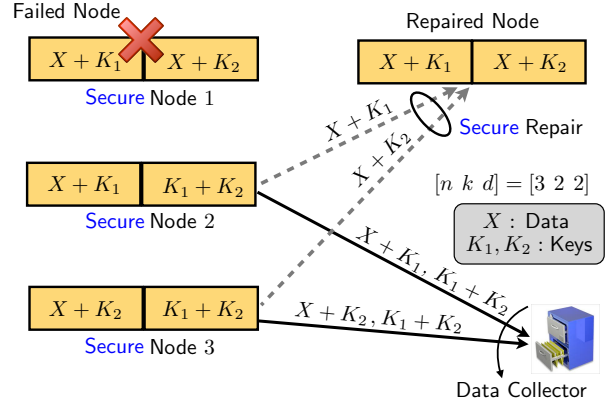 Failed Node
Repaired Node
X + K₁ X + K₂
X + K₁ X + K₂
Secure Node 1
X + K₁
Secure Repair
X + K₂
X + K₁ K₁ + K₂
[n k d] = [3 2 2]
Secure Node 2
X : Data
K₁, K₂ : Keys
X + K₁, K₁ + K₂
X + K₂ K₁ + K₂
X + K₂, K₁ + K₂
Secure Node 3
Data Collector